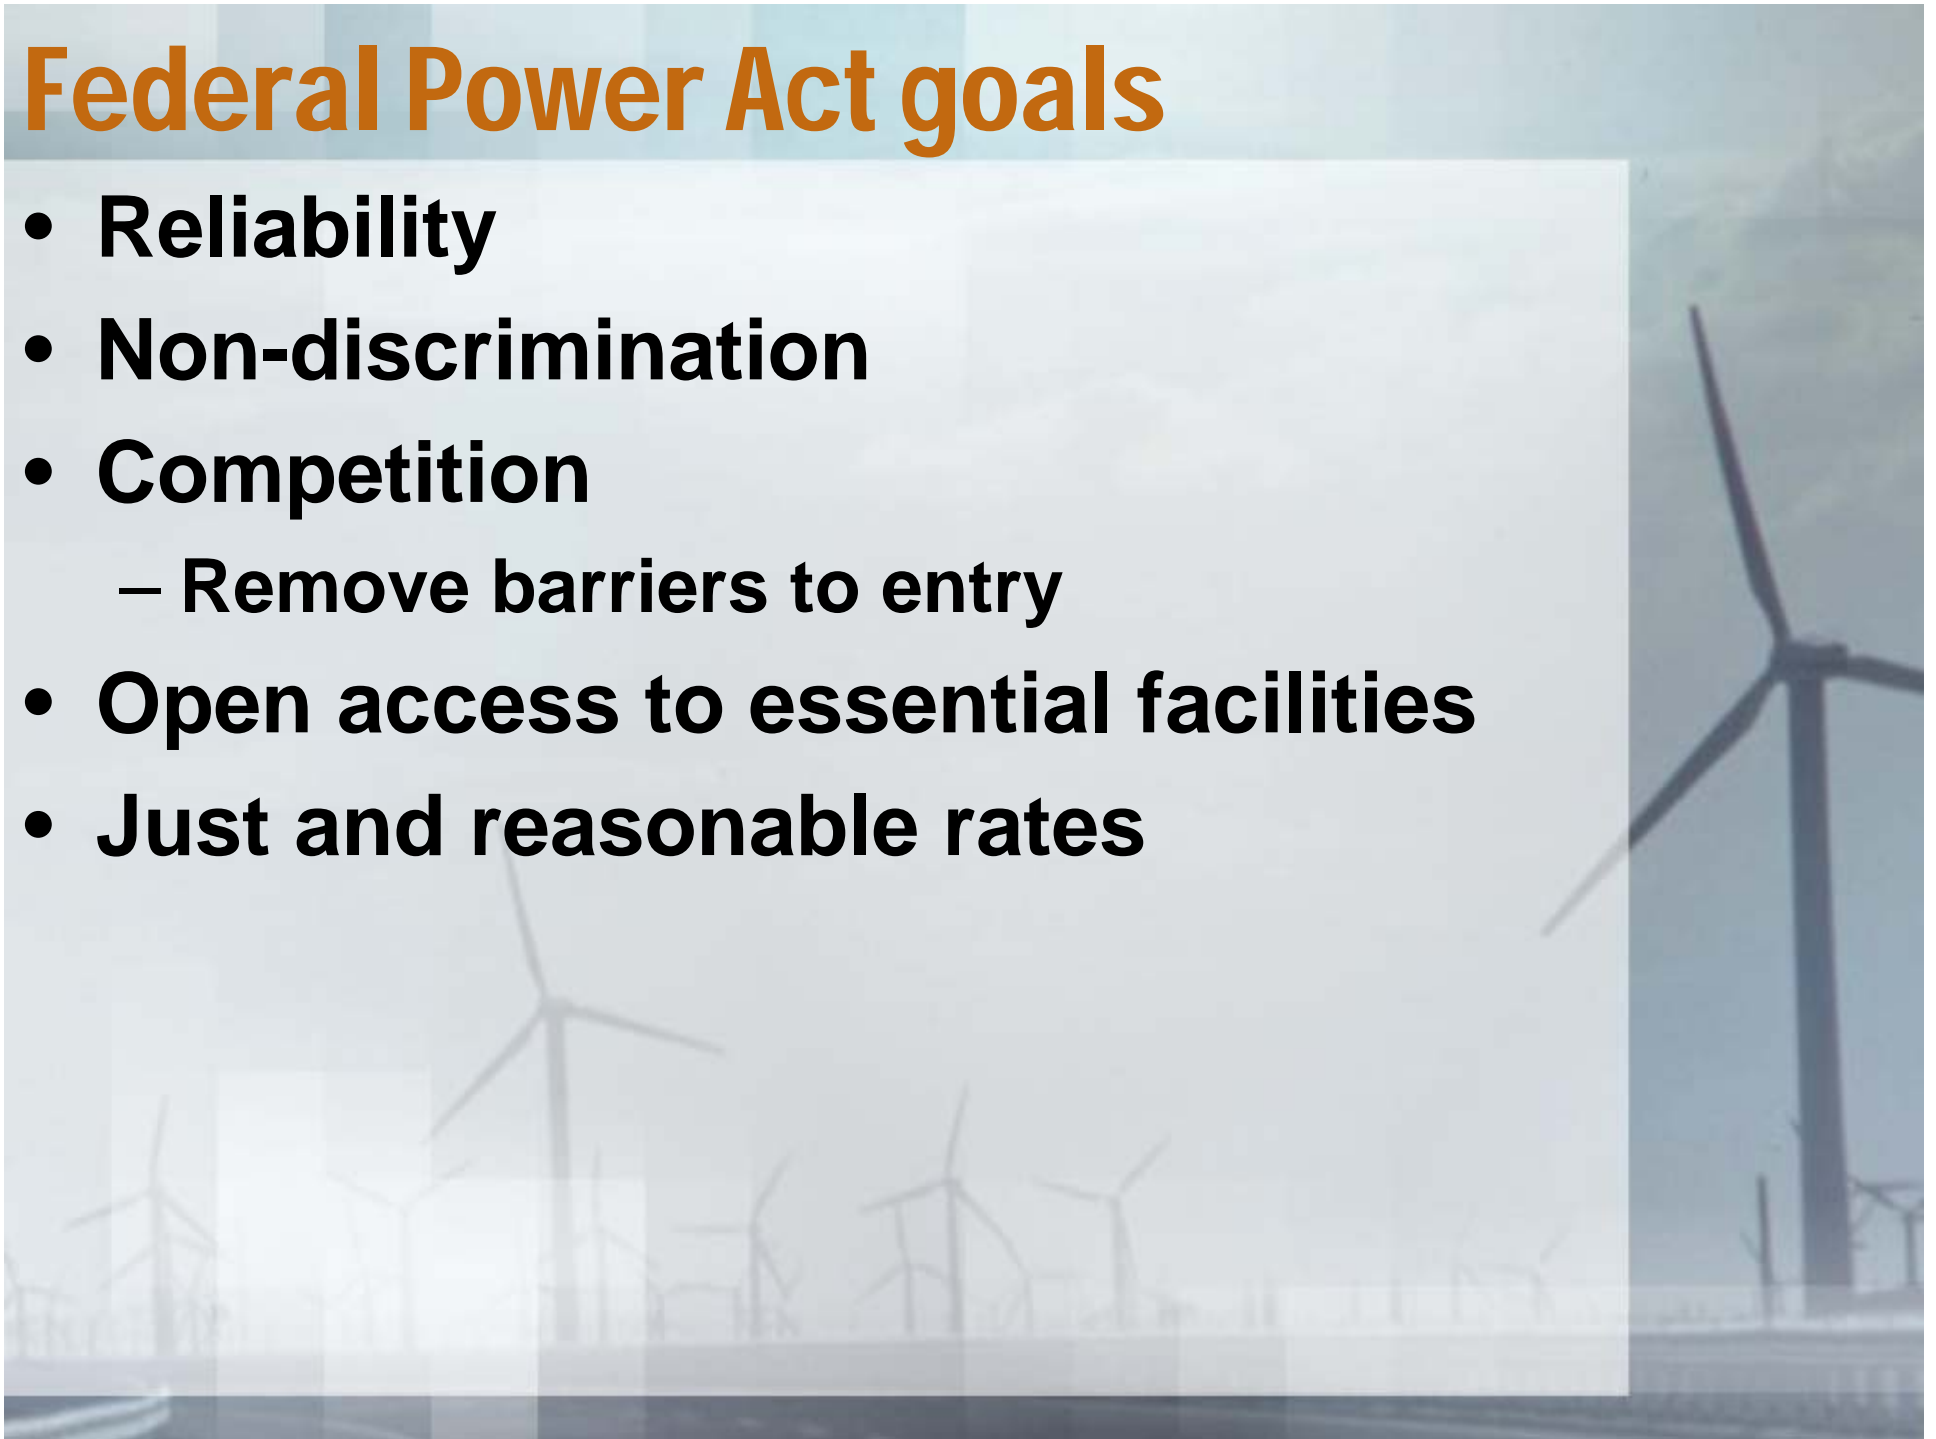 Federal Power Act goals
• Reliability
• Non-discrimination
• Competition
– Remove barriers to entry
• Open access to essential facilities
• Just and reasonable rates